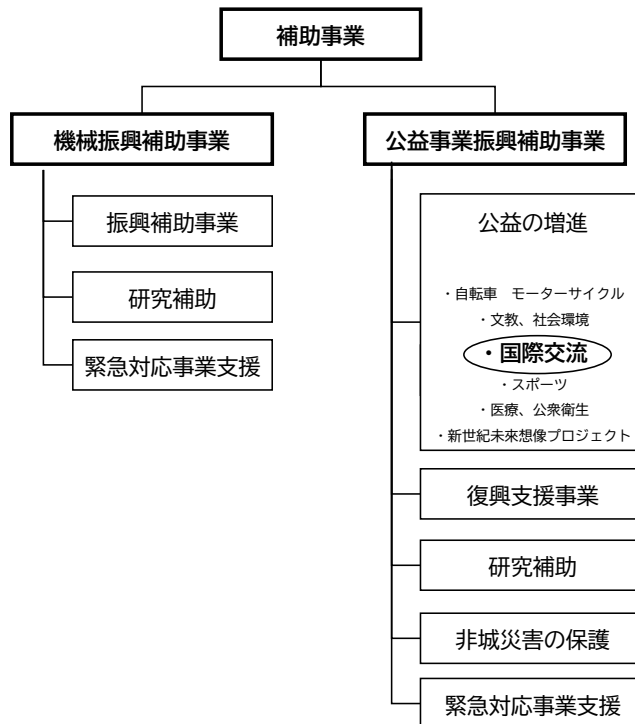 補助事業
機械振興補助事業
振興補助事業
研究補助
緊急対応事業支援
公益事業振興補助事業
公益の増進
・自転車　モーターサイクル
・文教、社会環境
・国際交流
・スポーツ
・医療、公衆衛生
・新世紀未來想像プロジェクト
復興支援事業
研究補助
非城災害の保護
緊急対応事業支援